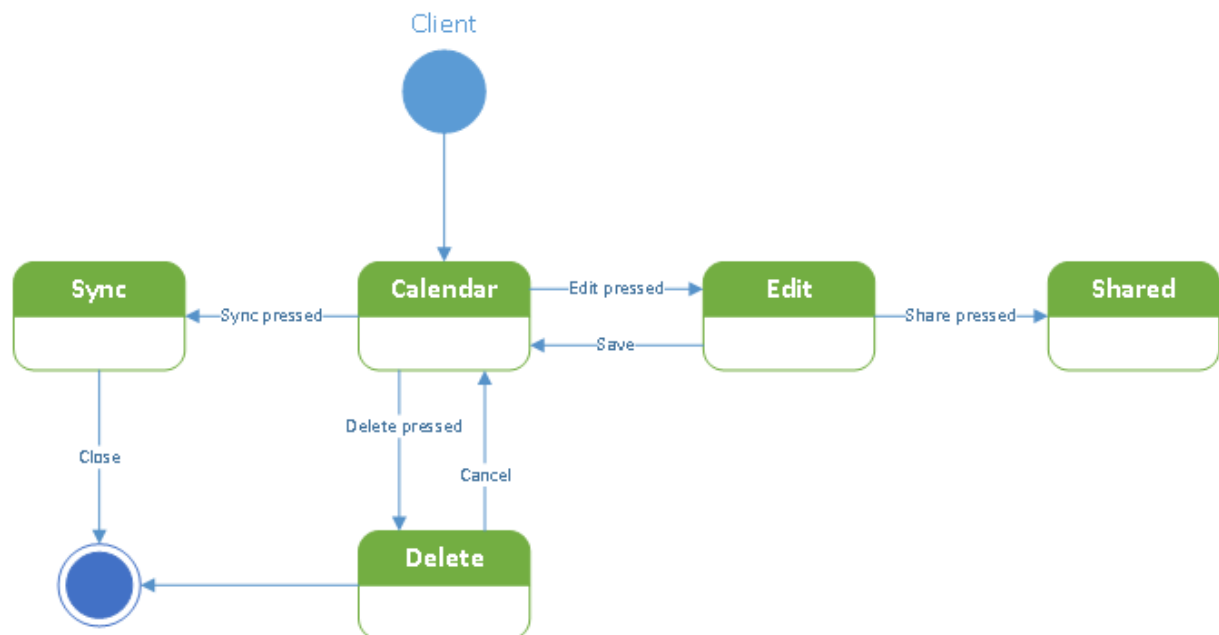 Client
Sync
Calendar
Edit
Shared
Edit pressed
Sync pressed
Share pressed
Save
Delete pressed
Close
Cancel
Delete